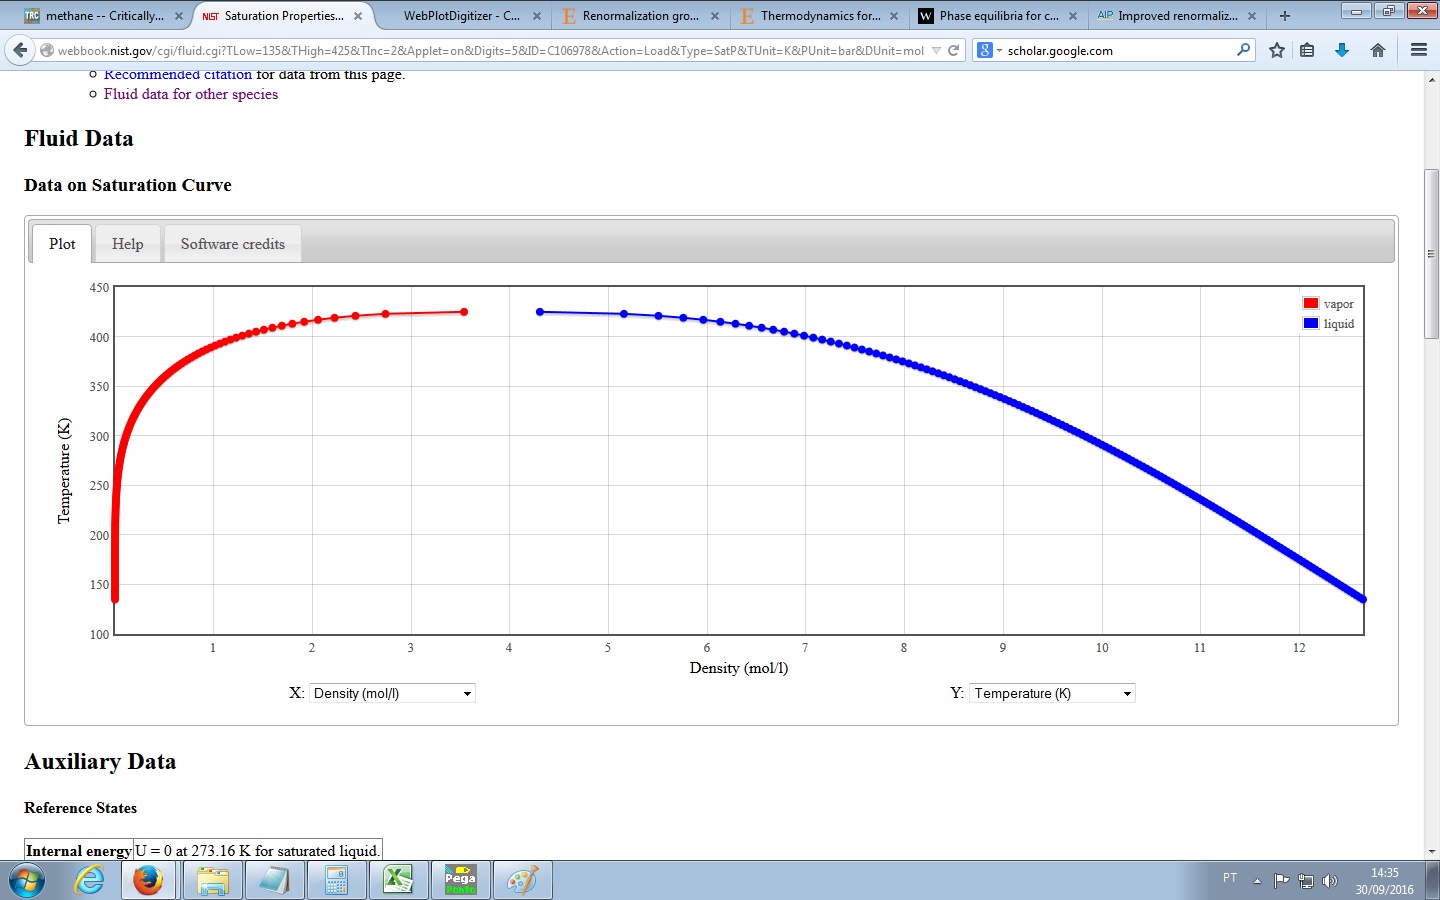 TRC methane -- Critically...
NIST Saturation Properties...
WebPlotDigitizer - C...
E Renormalization gro...
E Thermodynamics for...
W Phase equilibria for c...
AIP Improved renormaliz...
webbook.nist.gov/cgi/fluid.cgi?TLow=135&THigh=425&TInc=2&Applet=on&Digits=5&ID=C106978&Action=Load&Type=SatP&TUnit=K&PUnit=bar&DUnit=mol
8 scholar.google.com
Recommended citation for data from this page.
Fluid data for other species
Fluid Data
Data on Saturation Curve
Plot Help Software credits
450
400
350
300
250
200
150
100
Temperature (K)
vapor
liquid
1 2 3 4 5 6 7 8 9 10 11 12
Density (mol/l)
X: Density (mol/l) Y: Temperature (K)
Auxiliary Data
Reference States
Internal energy U = 0 at 273.16 K for saturated liquid.
Pega
Ponto
PT
14:35
30/09/2016